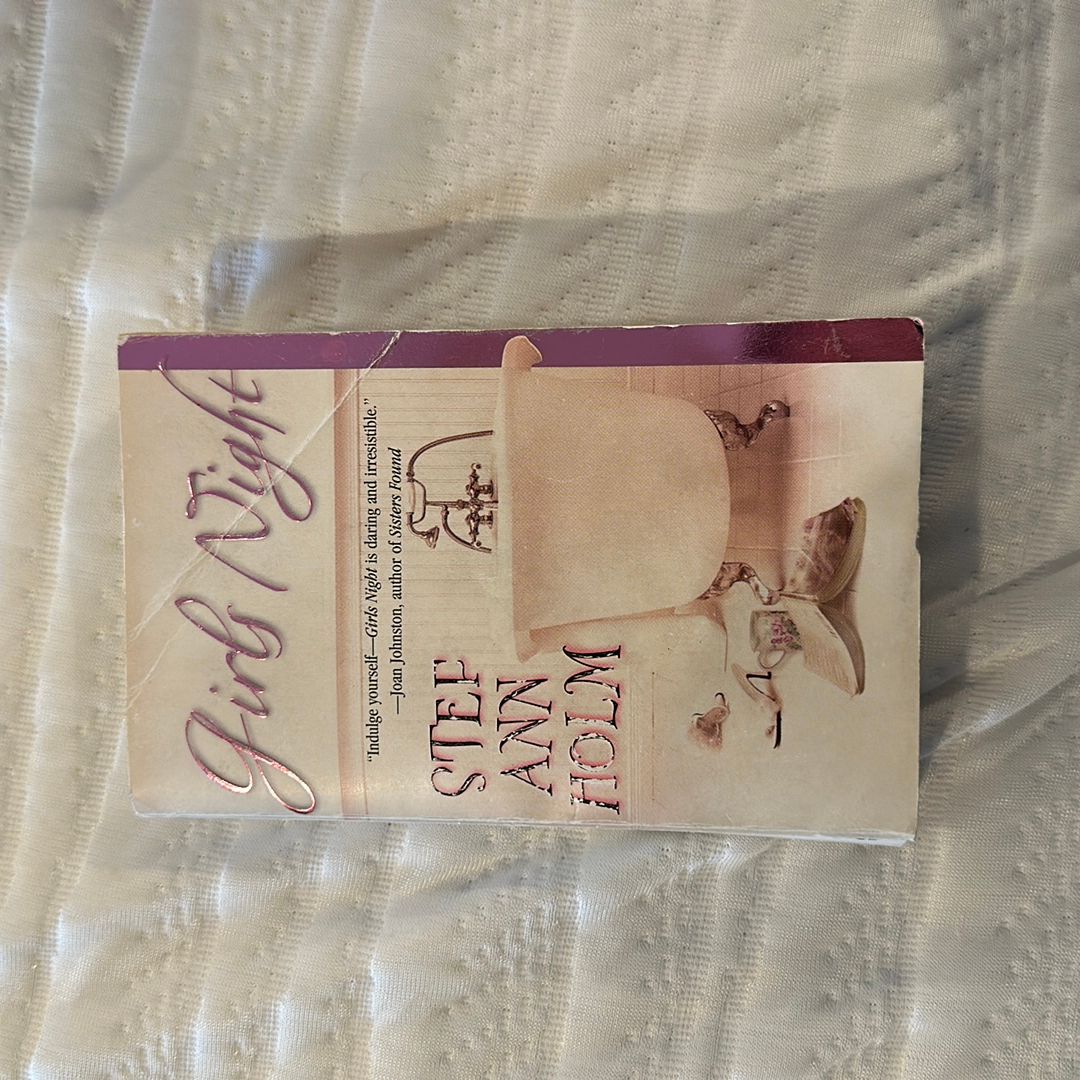 Girls Night
“Indulge yourself—Girls Night is daring and irresistible.”
—Joan Johnston, author of Sisters Found
STEF
ANN
HOLM